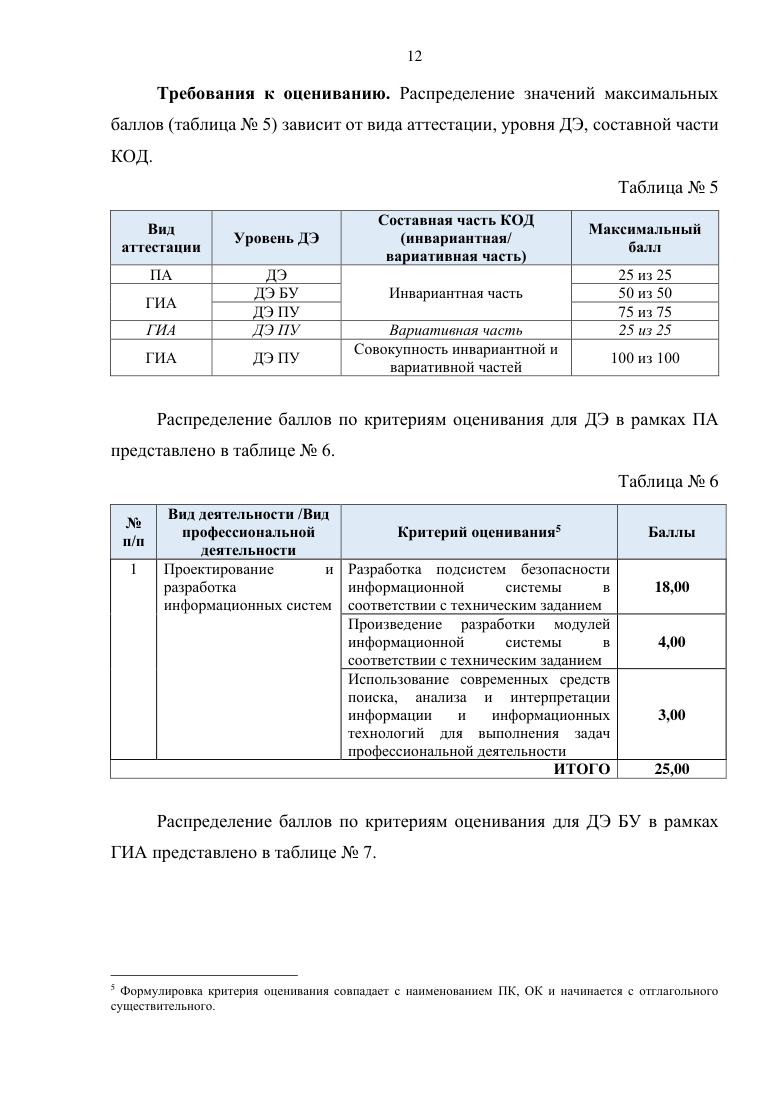 12
Требования к оцениванию. Распределение значений максимальных
баллов (таблица № 5) зависит от вида аттестации, уровня ДЭ, составной части
КОД.
Таблица № 5
Вид
аттестации
Уровень ДЭ
Составная часть КОД
(инвариантная/
вариативная часть)
Максимальный
балл
ПА
ДЭ
Инвариантная часть
25 из 25
ГИА
ДЭ БУ
50 из 50
ДЭ ПУ
75 из 75
ГИА
ДЭ ПУ
Вариативная часть
25 из 25
ГИА
ДЭ ПУ
Совокупность инвариантной и
вариативной частей
100 из 100
Распределение баллов по критериям оценивания для ДЭ в рамках ПА
представлено в таблице № 6.
Таблица № 6
№
п/п
Вид деятельности /Вид
профессиональной
деятельности
Критерий оценивания⁵
Баллы
1
Проектирование и
разработка
информационных систем
Разработка подсистем безопасности
информационной системы в
соответствии с техническим заданием
18,00
Произведение разработки модулей
информационной системы в
соответствии с техническим заданием
4,00
Использование современных средств
поиска, анализа и интерпретации
информации и информационных
технологий для выполнения задач
профессиональной деятельности
3,00
ИТОГО
25,00
Распределение баллов по критериям оценивания для ДЭ БУ в рамках
ГИА представлено в таблице № 7.
⁵ Формулировка критерия оценивания совпадает с наименованием ПК, ОК и начинается с отглагольного
существительного.